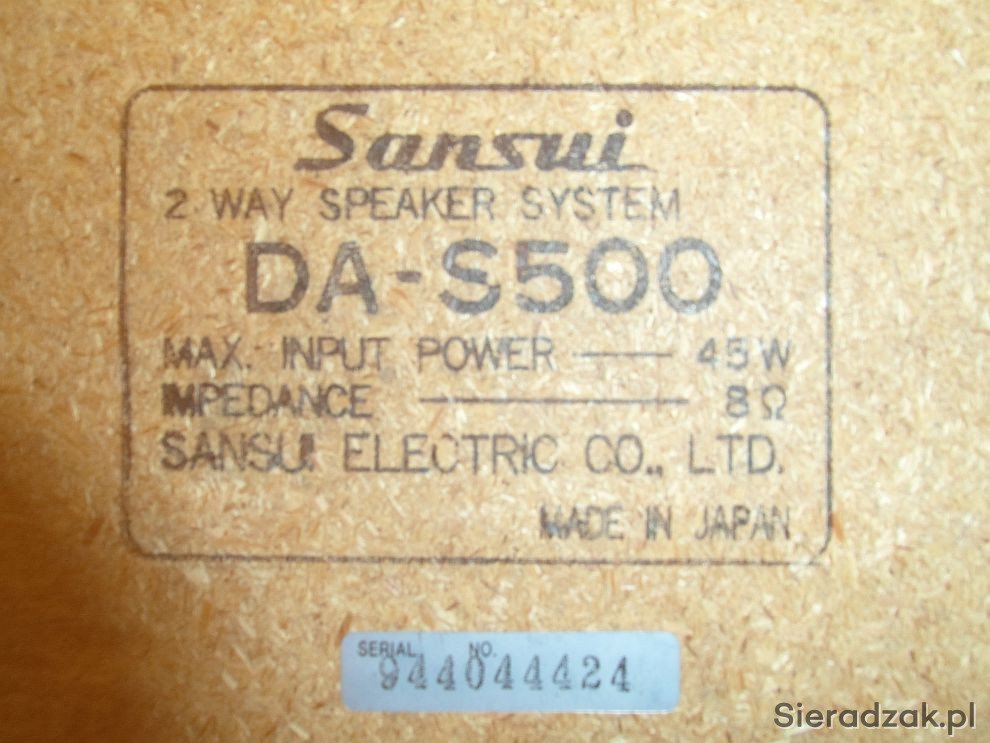 Sansui
2 WAY SPEAKER SYSTEM
DA-S500
MAX. INPUT POWER —— 45W
IMPEDANCE ———— 8Ω
SANSUI ELECTRIC CO., LTD.
MADE IN JAPAN
SERIAL NO.
944044424
Sieradzak.pl